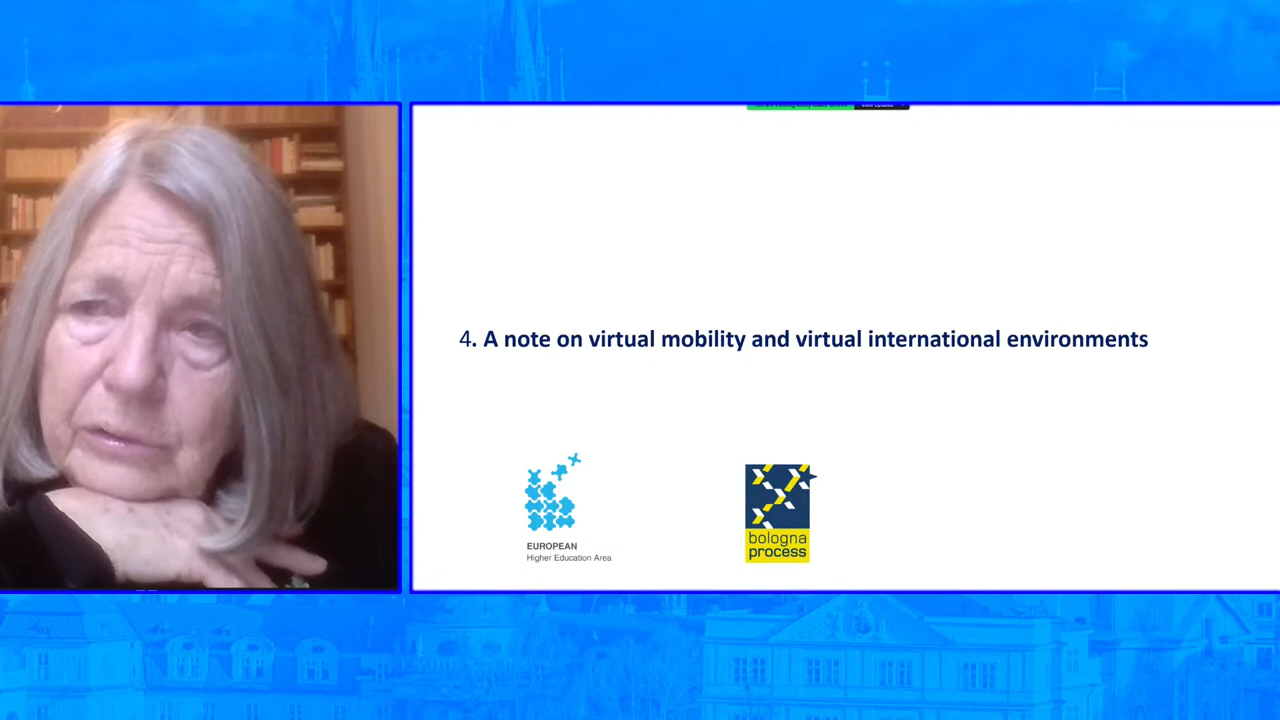 4. A note on virtual mobility and virtual international environments
EUROPEAN
Higher Education Area
bologna
process